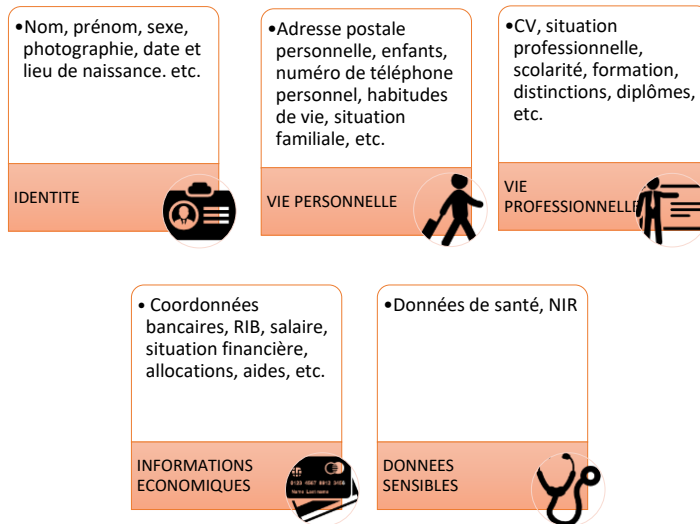 •Nom, prénom, sexe,
photographie, date et
lieu de naissance. etc.
IDENTITE
•Adresse postale
personnelle, enfants,
numéro de téléphone
personnel, habitudes
de vie, situation
familiale, etc.
VIE PERSONNELLE
•CV, situation
professionnelle,
scolarité, formation,
distinctions, diplômes,
etc.
VIE
PROFESSIONNELLE
• Coordonnées
bancaires, RIB, salaire,
situation financière,
allocations, aides, etc.
INFORMATIONS
ECONOMIQUES
•Données de santé, NIR
DONNEES
SENSIBLES